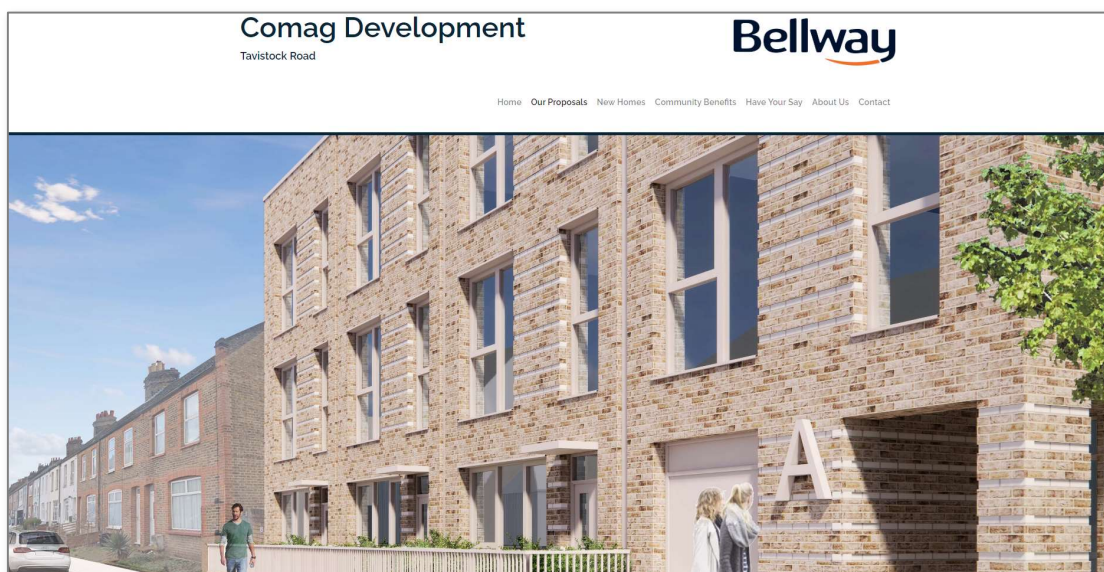 Comag Development
Bellway
Tavistock Road
Home Our Proposals New Homes Community Benefits Have Your Say About Us Contact
A